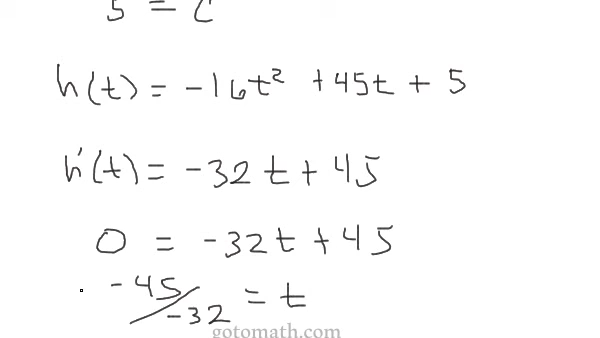 5 = C
h(t) = -16t² + 45t + 5
h'(t) = -32t + 45
0 = -32t + 45
-45/-32 = t
gotomath.com